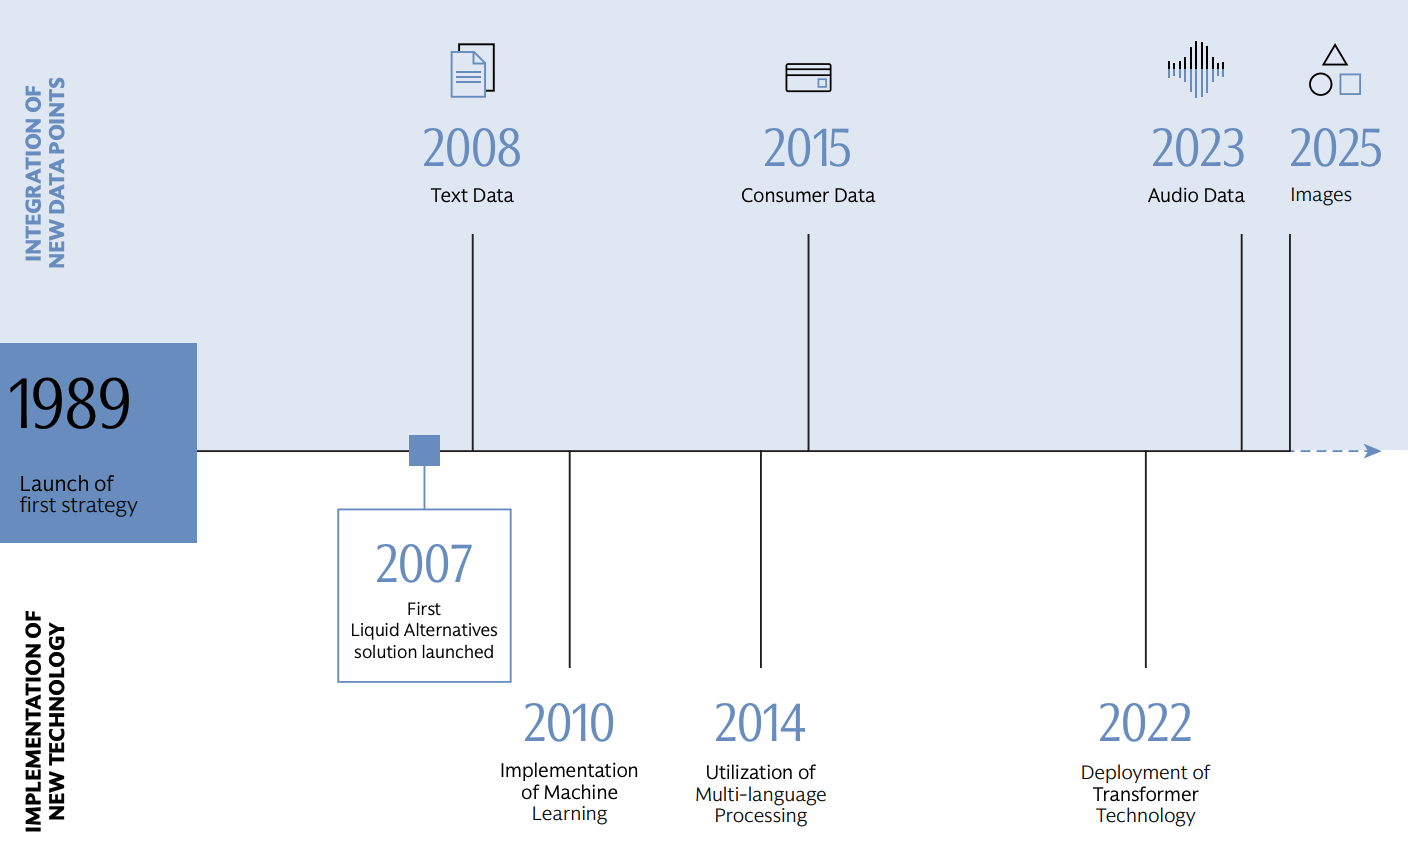 INTEGRATION OF
NEW DATA POINTS
2008
Text Data
2015
Consumer Data
2023
Audio Data
2025
Images
1989
Launch of
first strategy
2007
First
Liquid Alternatives
solution launched
IMPLEMENTATION OF
NEW TECHNOLOGY
2010
Implementation
of Machine
Learning
2014
Utilization of
Multi-language
Processing
2022
Deployment of
Transformer
Technology